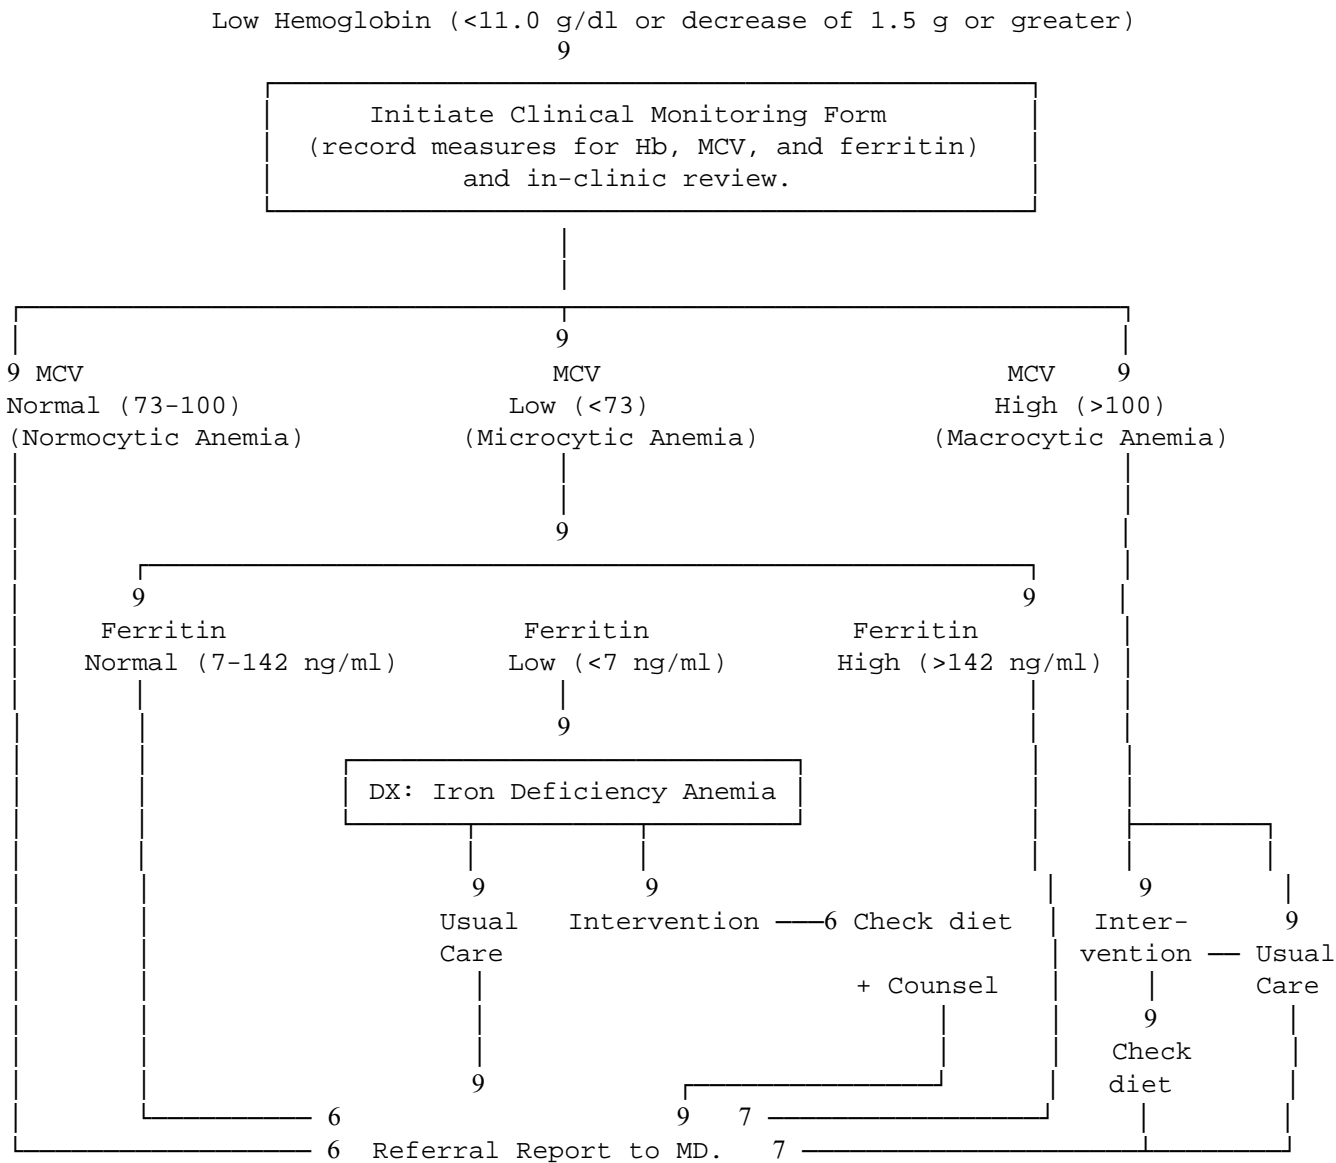 Low Hemoglobin (<11.0 g/dl or decrease of 1.5 g or greater)
9
Initiate Clinical Monitoring Form
(record measures for Hb, MCV, and ferritin)
and in-clinic review.
9
9 MCV MCV MCV 9
Normal (73-100) Low (<73) High (>100)
(Normocytic Anemia) (Microcytic Anemia) (Macrocytic Anemia)
9
9 9
Ferritin Ferritin Ferritin
Normal (7-142 ng/ml) Low (<7 ng/ml) High (>142 ng/ml)
9
DX: Iron Deficiency Anemia
9 9 9
Usual Intervention 6 Check diet Inter- 9
Care vention Usual
+ Counsel Care
9
Check
9 diet
6 9 7
6 Referral Report to MD. 7